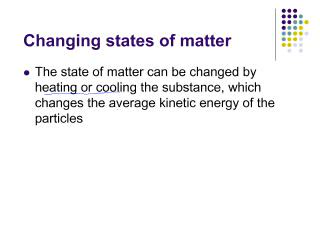 Changing states of matter
The state of matter can be changed by
heating or cooling the substance, which
changes the average kinetic energy of the
particles